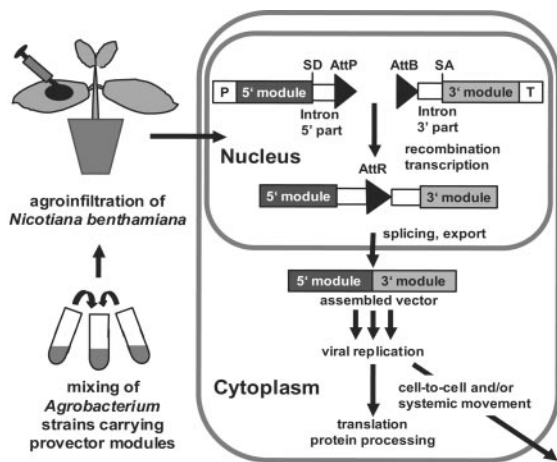 SD AttP AttB SA
P 5' module 3' module T
Intron
5' part
Intron
3' part
Nucleus
recombination
transcription
AttR
5' module 3' module
splicing, export
5' module 3' module
assembled vector
viral replication
Cytoplasm
cell-to-cell and/or
systemic movement
translation
protein processing
agroinfiltration of
Nicotiana benthamiana
mixing of
Agrobacterium
strains carrying
provector modules